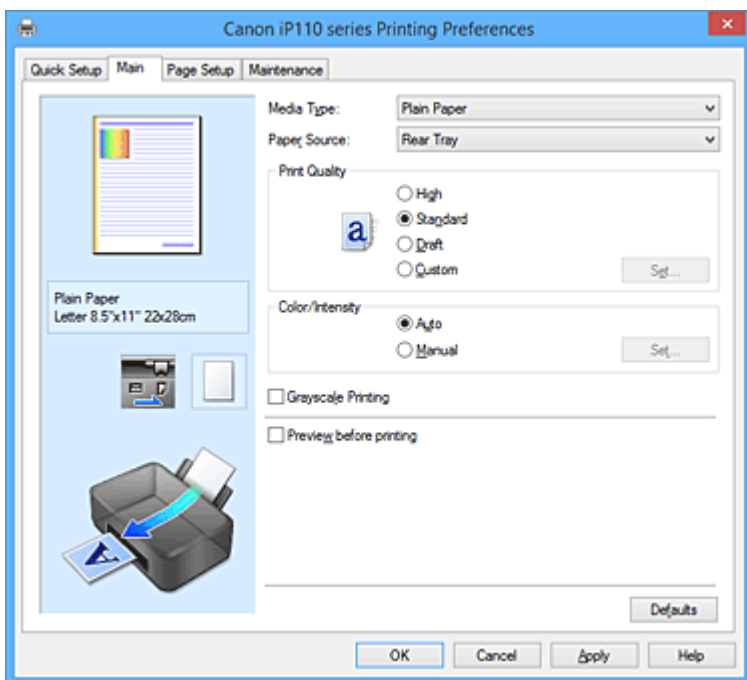 Canon iP110 series Printing Preferences
Quick Setup Main Page Setup Maintenance
Media Type: Plain Paper
Paper Source: Rear Tray
Print Quality
High
a Standard
Draft
Custom Set...
Plain Paper
Letter 8.5"x11" 22x28cm
Color/Intensity
Auto
Manual Set...
Grayscale Printing
Preview before printing
A
Defaults
OK Cancel Apply Help